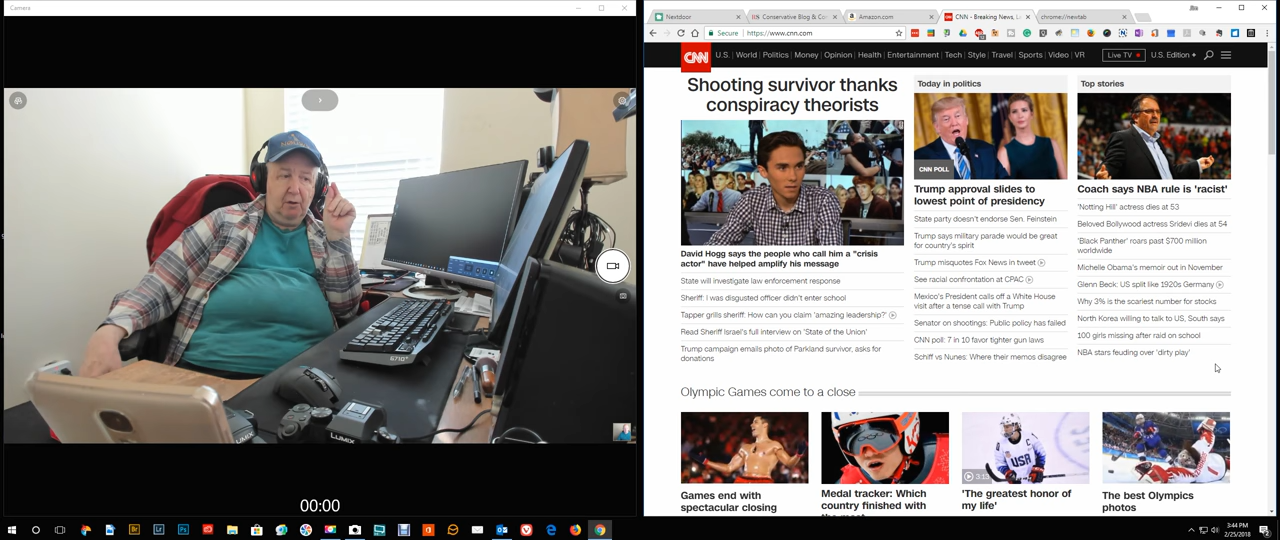 Camera
00:00
G710+
LUMIX
LUMIX
Nextdoor
Conservative Blog & Co
Amazon.com
CNN - Breaking News, L
chrome://newtab
Secure | https://www.cnn.com
CNN
U.S. World Politics Money Opinion Health Entertainment Tech Style Travel Sports Video VR
Live TV
U.S. Edition
Shooting survivor thanks
conspiracy theorists
David Hogg says the people who call him a "crisis
actor" have helped amplify his message
State will investigate law enforcement response
Sheriff: I was disgusted officer didn't enter school
Tapper grills sheriff: How can you claim 'amazing leadership?'
Read Sheriff Israel's full interview on 'State of the Union'
Trump campaign emails photo of Parkland survivor, asks for
donations
Today in politics
CNN POLL
Trump approval slides to
lowest point of presidency
State party doesn't endorse Sen. Feinstein
Trump says military parade would be great
for country's spirit
Trump misquotes Fox News in tweet
See racial confrontation at CPAC
Mexico's President calls off a White House
visit after a tense call with Trump
Senator on shootings: Public policy has failed
CNN poll: 7 in 10 favor tighter gun laws
Schiff vs Nunes: Where their memos disagree
Top stories
Coach says NBA rule is 'racist'
'Notting Hill' actress dies at 53
Beloved Bollywood actress Sridevi dies at 54
'Black Panther' roars past $700 million
worldwide
Michelle Obama's memoir out in November
Glenn Beck: US split like 1920s Germany
Why 3% is the scariest number for stocks
North Korea willing to talk to US, South says
100 girls missing after raid on school
NBA stars feuding over 'dirty play'
Olympic Games come to a close
Games end with
spectacular closing
Medal tracker: Which
country finished with
USA
3:13
'The greatest honor of
my life'
The best Olympics
photos
3:44 PM
2/25/2018